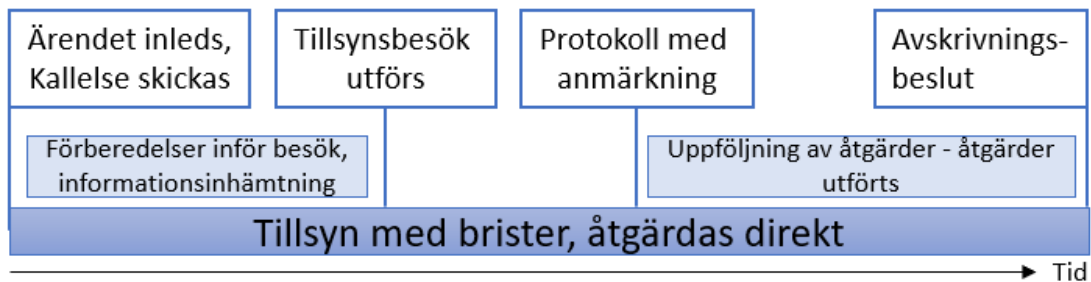 Ärendet inleds,
Kallelse skickas
Tillsynsbesök
utförs
Protokoll med
anmärkning
Avskrivnings-
beslut
Förberedelser inför besök,
informationsinhämtning
Uppföljning av åtgärder - åtgärder
utförts
Tillsyn med brister, åtgärdas direkt
Tid